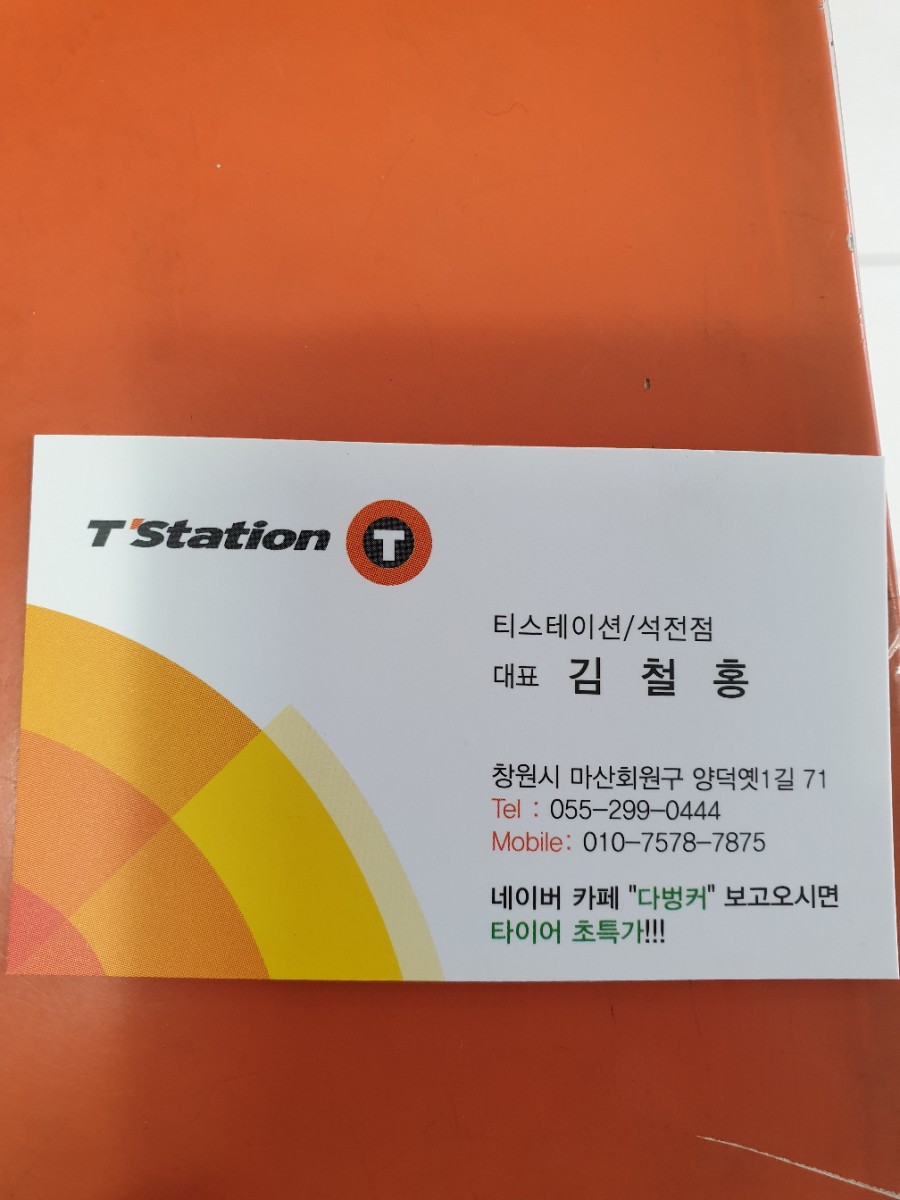 T'Station T
티스테이션/석전점
대표 김 철 홍
창원시 마산회원구 양덕옛1길 71
Tel : 055-299-0444
Mobile: 010-7578-7875
네이버 카페 "다벙커" 보고오시면
타이어 초특가!!!